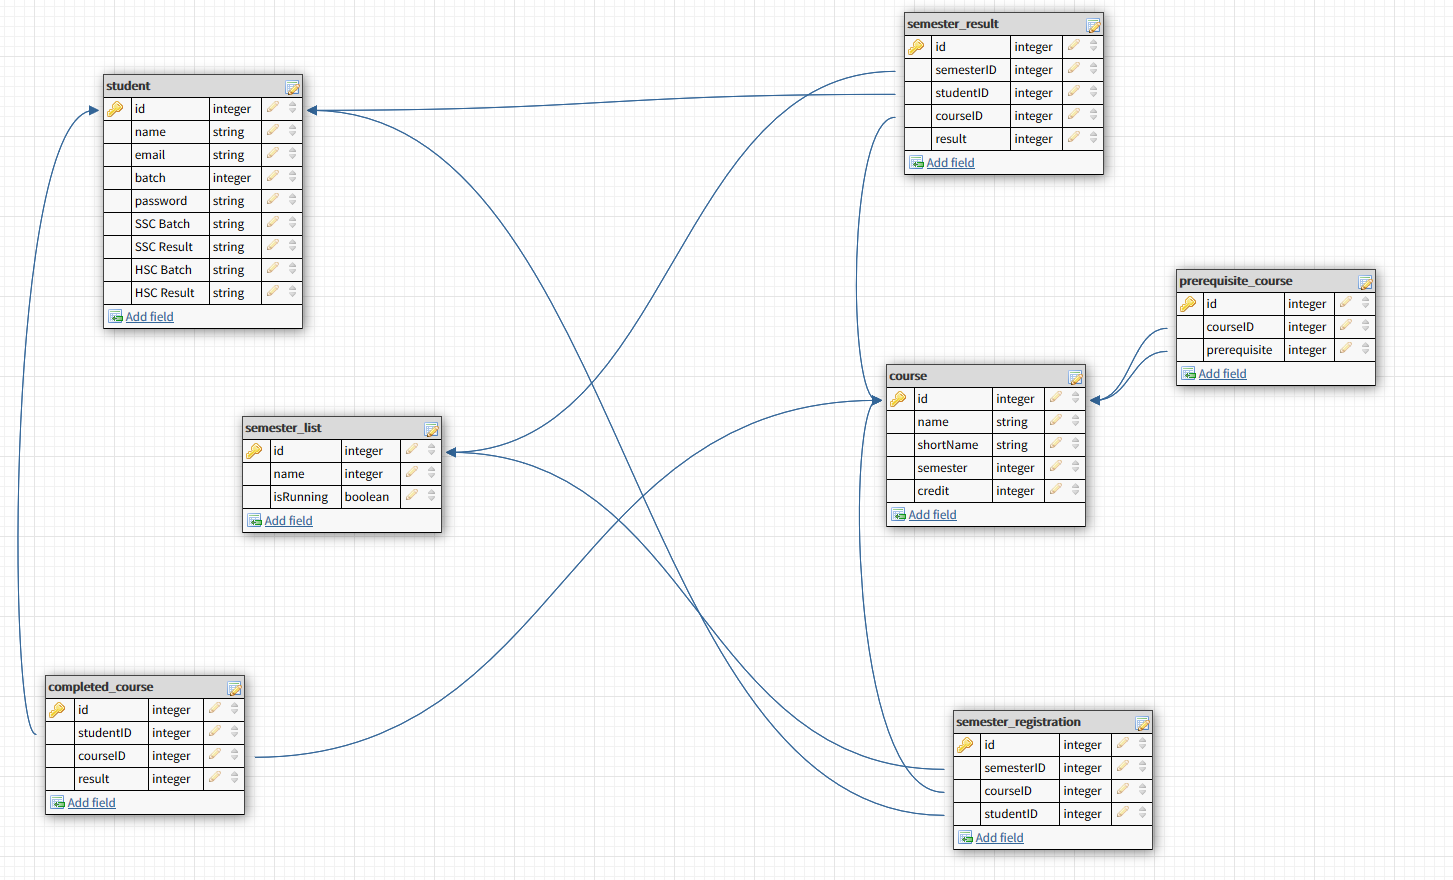 student
id integer
name string
email string
batch integer
password string
SSC Batch string
SSC Result string
HSC Batch string
HSC Result string
Add field
semester_result
id integer
semesterID integer
studentID integer
courseID integer
result integer
Add field
prerequisite_course
id integer
courseID integer
prerequisite integer
Add field
course
id integer
name string
shortName string
semester integer
credit integer
Add field
semester_list
id integer
name integer
isRunning boolean
Add field
completed_course
id integer
studentID integer
courseID integer
result integer
Add field
semester_registration
id integer
semesterID integer
courseID integer
studentID integer
Add field